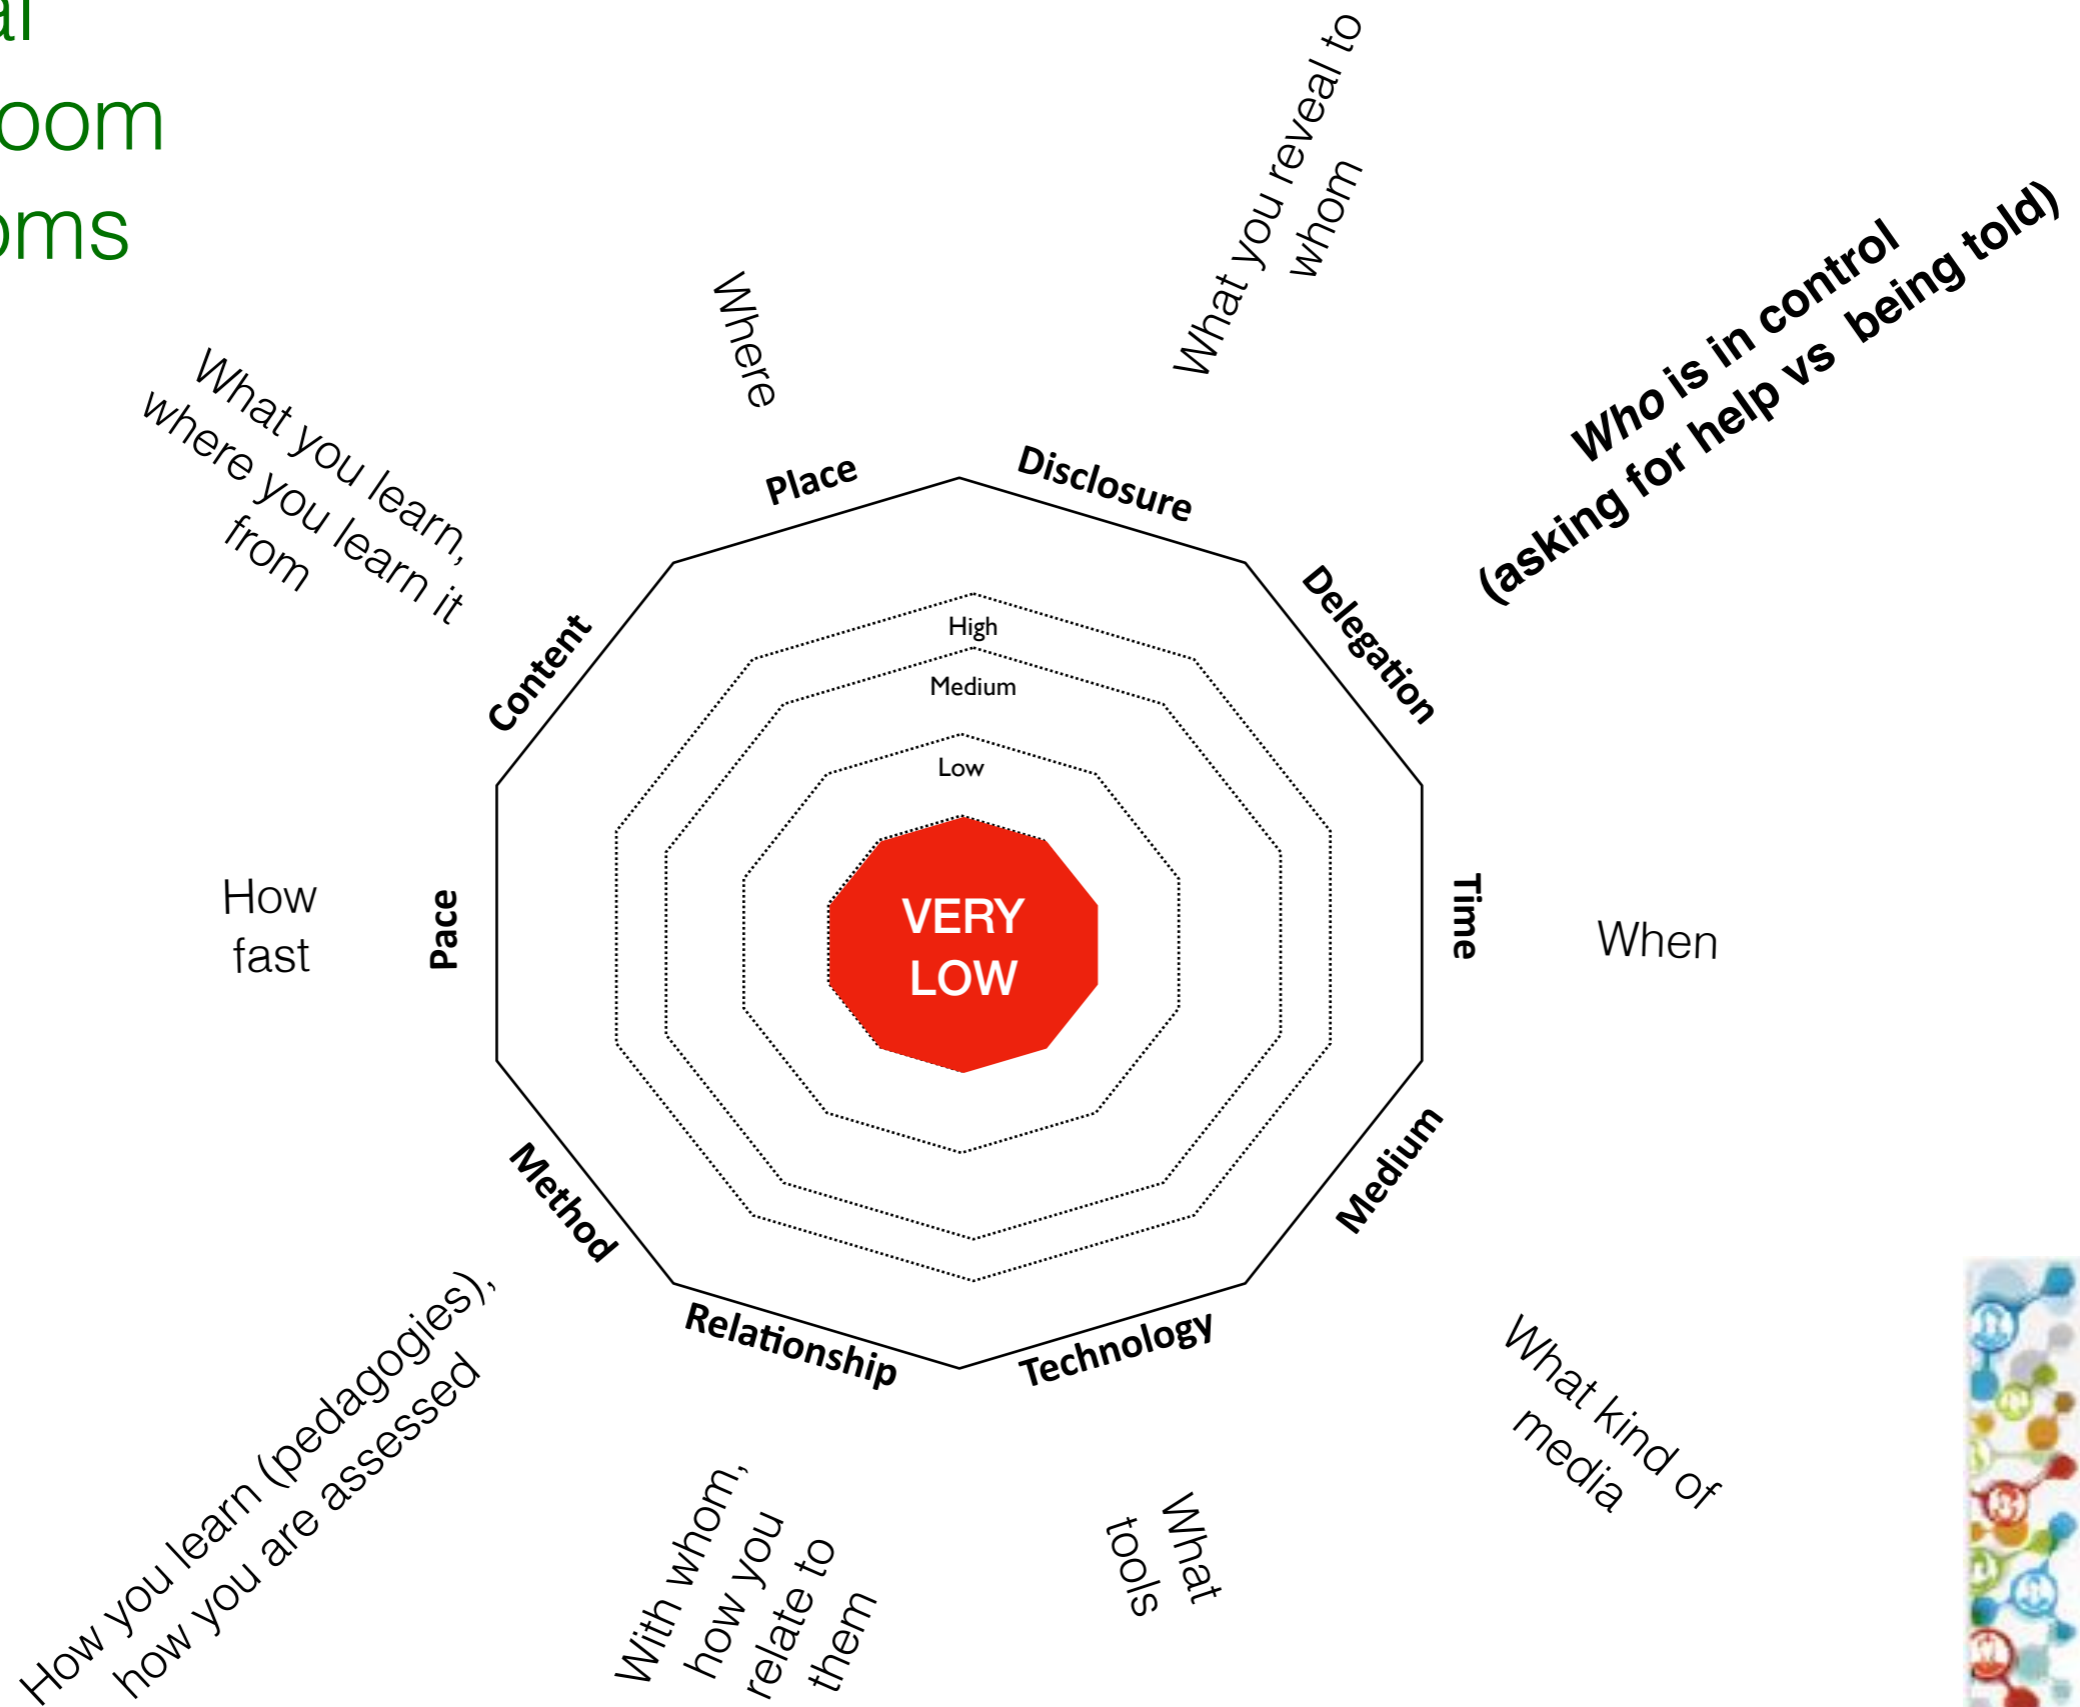 al
oom
oms
What you reveal to
whom
Who is in control
(asking for help vs being told)
Where
What you learn,
where you learn it
from
Place
Disclosure
Content
Delegation
High
Medium
Low
VERY
LOW
How
fast
Pace
Time
When
Method
Medium
Relationship
Technology
How you learn (pedagogies),
how you are assessed
With whom,
how you
relate to
them
What
tools
What kind of
media